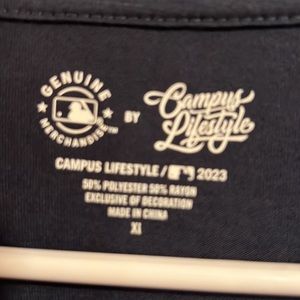 GENUINE
MERCHANDISE
BY
Campus
Lifestyle
CAMPUS LIFESTYLE / 2023
50% POLYESTER 50% RAYON
EXCLUSIVE OF DECORATION
MADE IN CHINA
XL